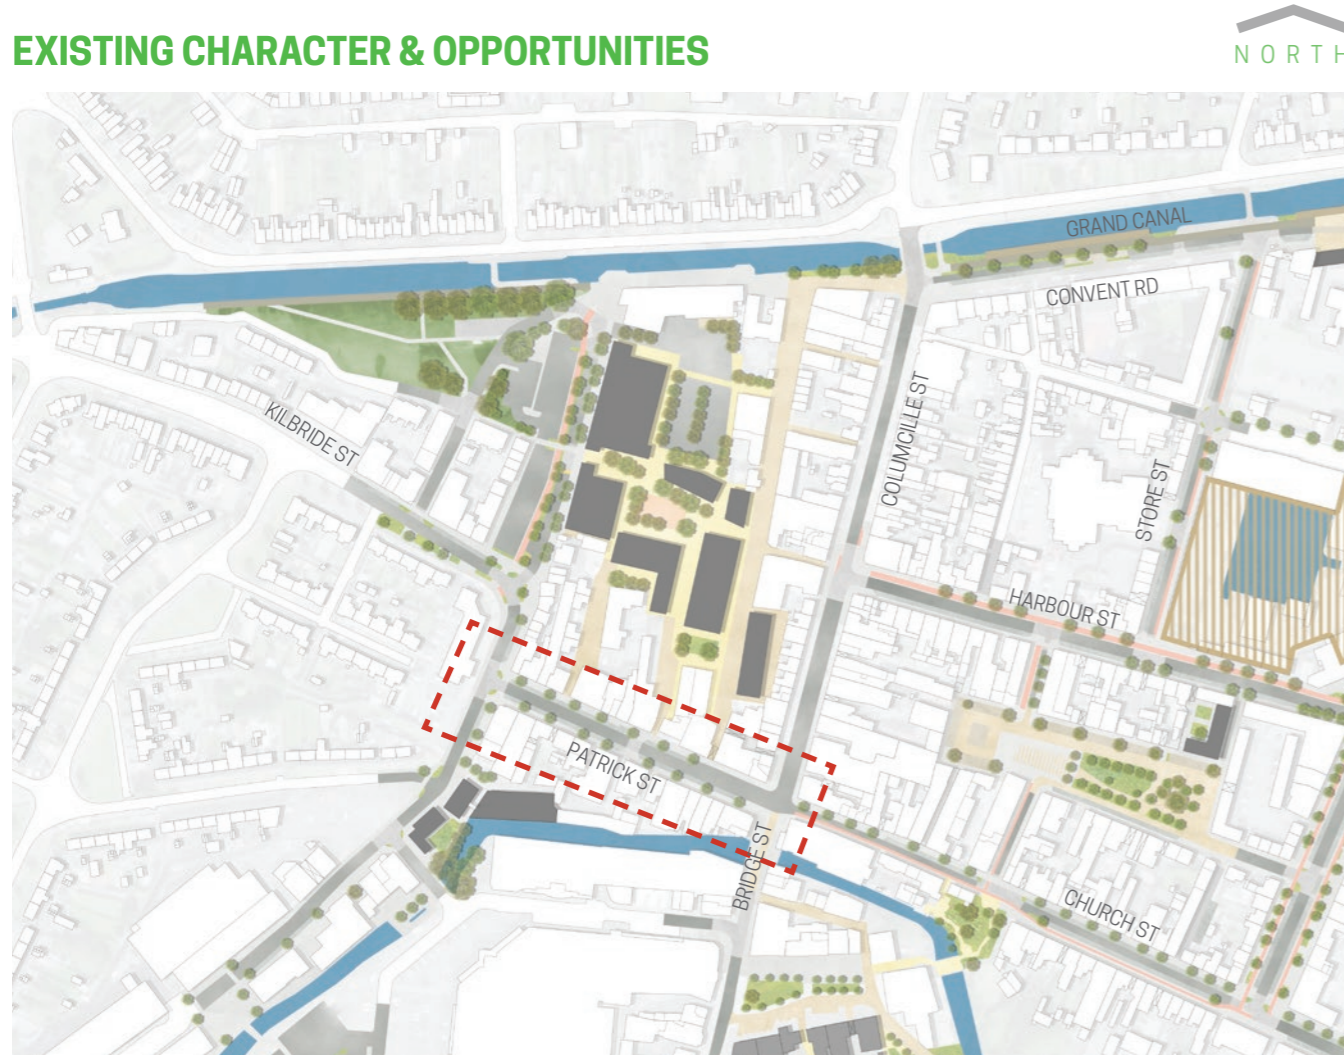 EXISTING CHARACTER & OPPORTUNITIES
NORTH
GRAND CANAL
CONVENT RD
KILBRIDE ST
COLUMCILLE ST
STORE ST
HARBOUR ST
PATRICK ST
BRIDGE ST
CHURCH ST